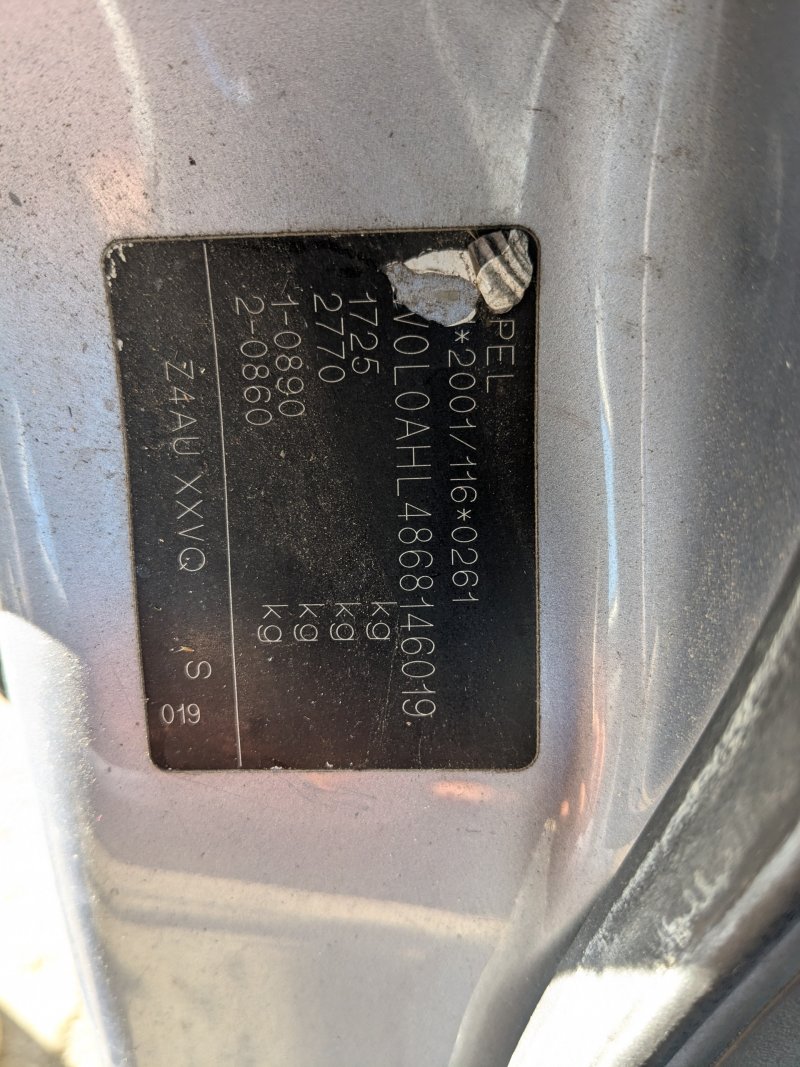 PEL
*2001/116*0261
V0L0AHL4868146019
1725 kg
2770 kg
1-0890 kg
2-0860 kg
Z4AU XXVQ S
019